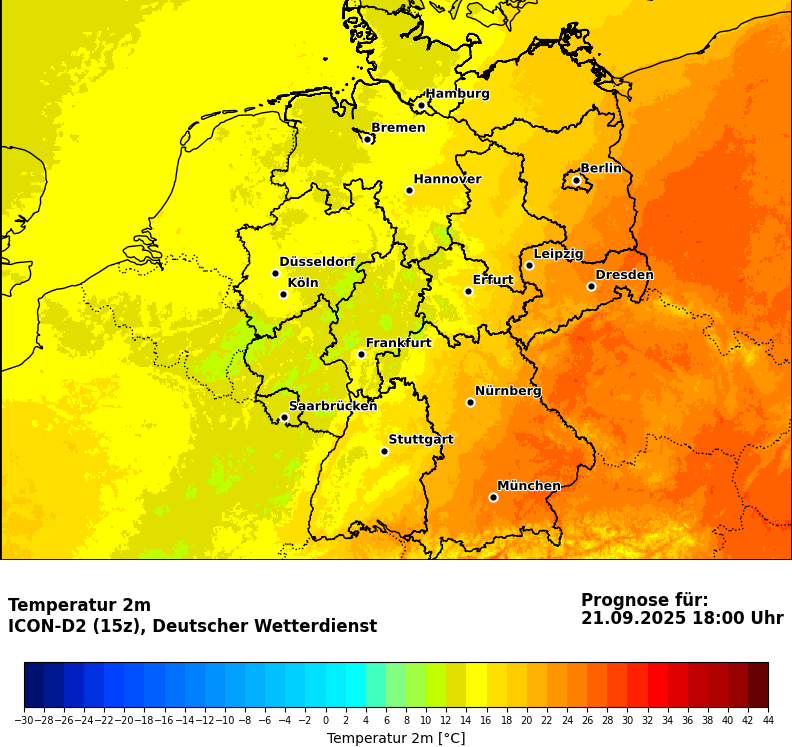 Hamburg
Bremen
Hannover
Berlin
Düsseldorf
Köln
Leipzig
Erfurt
Dresden
Frankfurt
Saarbrücken
Nürnberg
Stuttgart
München
Temperatur 2m
ICON-D2 (15z), Deutscher Wetterdienst
Prognose für:
21.09.2025 18:00 Uhr
−30 −28 −26 −24 −22 −20 −18 −16 −14 −12 −10 −8 −6 −4 −2 0 2 4 6 8 10 12 14 16 18 20 22 24 26 28 30 32 34 36 38 40 42 44
Temperatur 2m [°C]